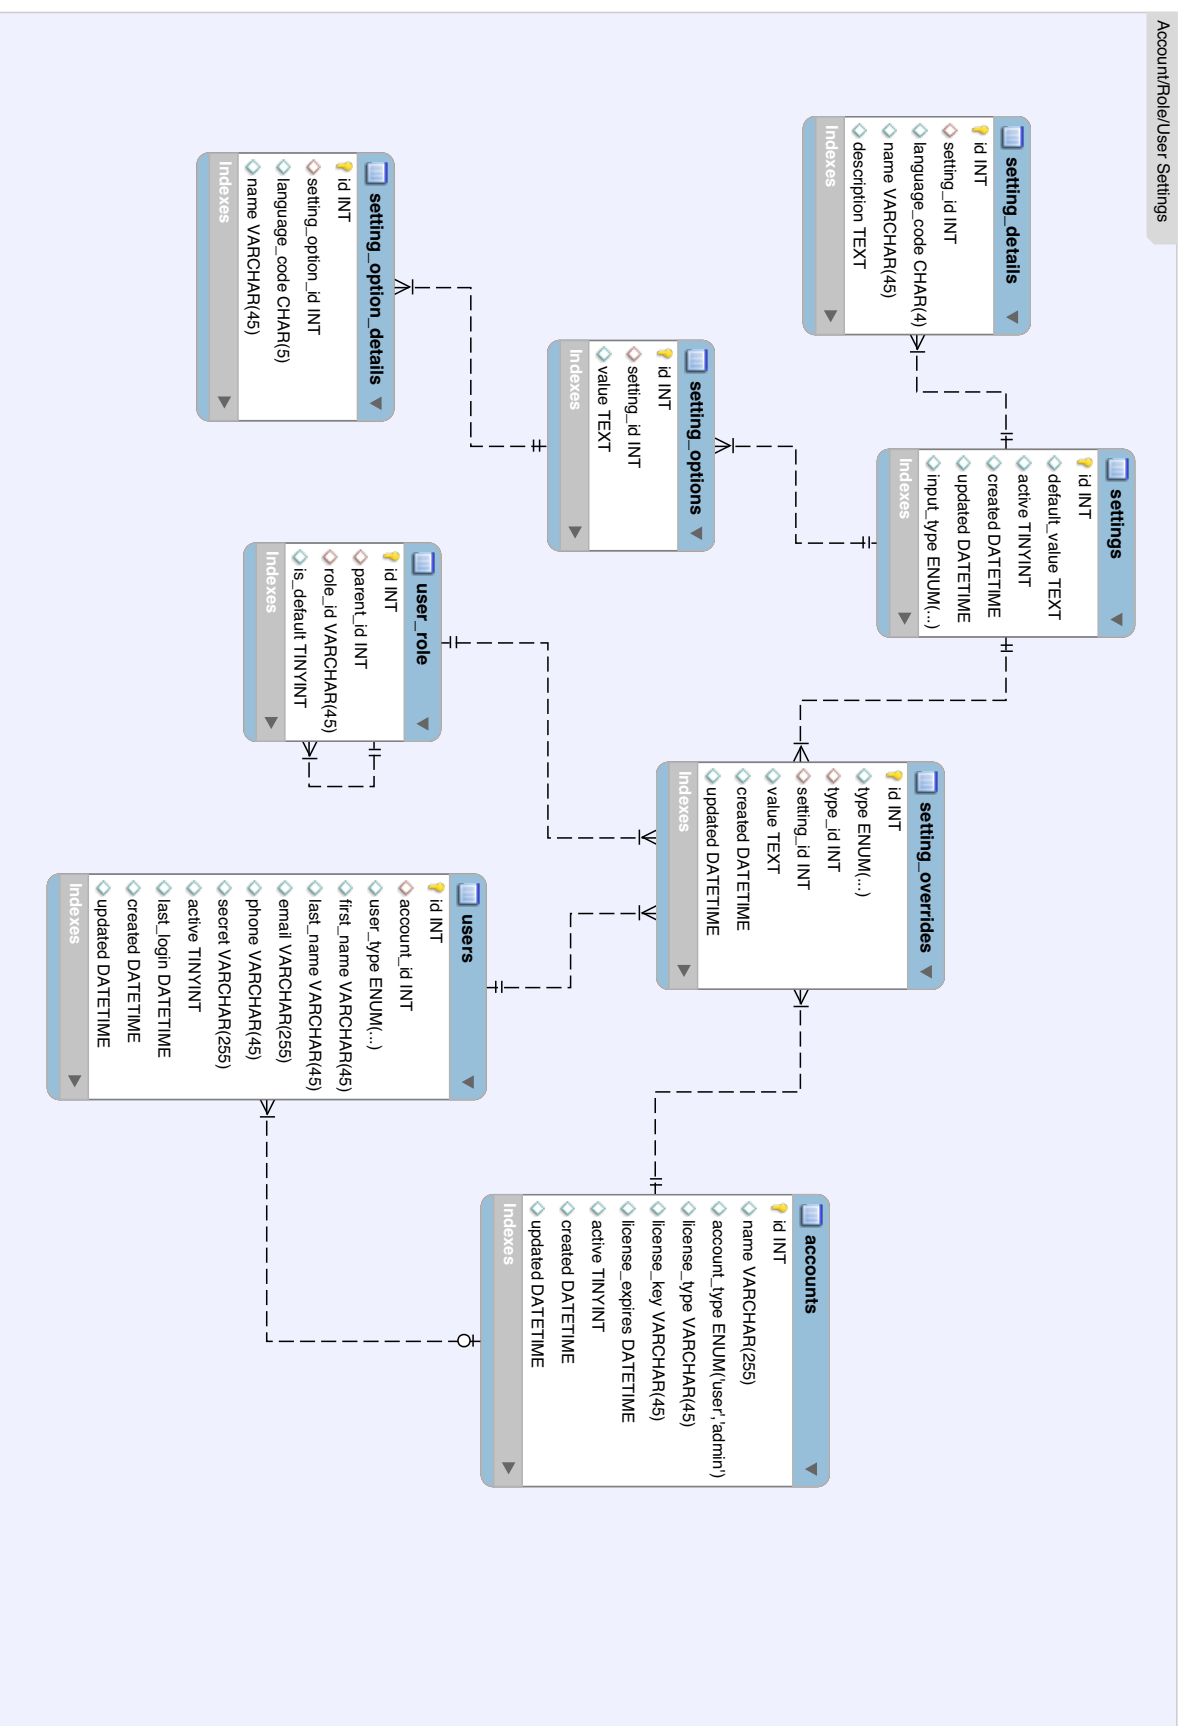 Account/Role/User Settings
setting_details
id INT
setting_id INT
language_code CHAR(4)
name VARCHAR(45)
description TEXT
Indexes
settings
id INT
default_value TEXT
active TINYINT
created DATETIME
updated DATETIME
input_type ENUM(...)
Indexes
setting_overrides
id INT
type ENUM(...)
type_id INT
setting_id INT
value TEXT
created DATETIME
updated DATETIME
Indexes
accounts
id INT
name VARCHAR(255)
account_type ENUM('user','admin')
license_type VARCHAR(45)
license_key VARCHAR(45)
license_expires DATETIME
active TINYINT
created DATETIME
updated DATETIME
Indexes
setting_options
id INT
setting_id INT
value TEXT
Indexes
setting_option_details
id INT
setting_option_id INT
language_code CHAR(5)
name VARCHAR(45)
Indexes
user_role
id INT
parent_id INT
role_id VARCHAR(45)
is_default TINYINT
Indexes
users
id INT
account_id INT
user_type ENUM(...)
first_name VARCHAR(45)
last_name VARCHAR(45)
email VARCHAR(255)
phone VARCHAR(45)
secret VARCHAR(255)
active TINYINT
last_login DATETIME
created DATETIME
updated DATETIME
Indexes